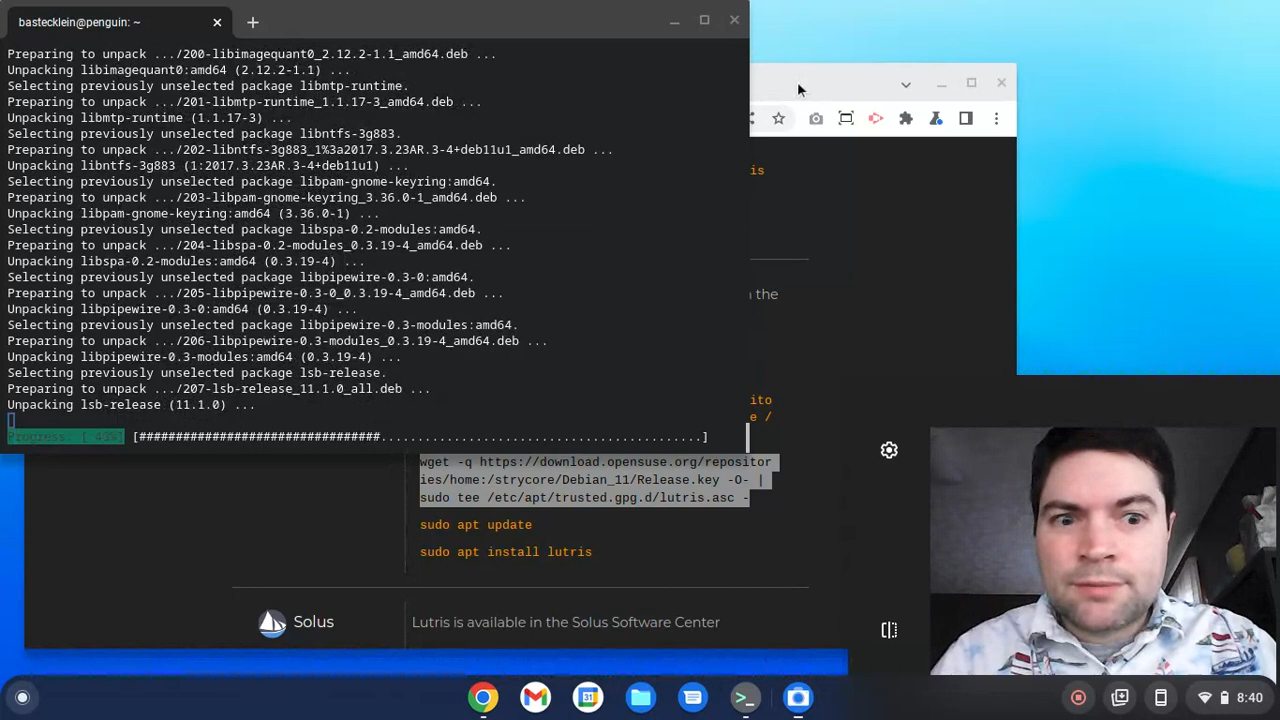 bastecklein@penguin: ~
Preparing to unpack .../200-libimagequant0_2.12.2-1.1_amd64.deb ...
Unpacking libimagequant0:amd64 (2.12.2-1.1) ...
Selecting previously unselected package libmtp-runtime.
Preparing to unpack .../201-libmtp-runtime_1.1.17-3_amd64.deb ...
Unpacking libmtp-runtime (1.1.17-3) ...
Selecting previously unselected package libntfs-3g883.
Preparing to unpack .../202-libntfs-3g883_1%3a2017.3.23AR.3-4+deb11u1_amd64.deb ...
Unpacking libntfs-3g883 (1:2017.3.23AR.3-4+deb11u1) ...
Selecting previously unselected package libpam-gnome-keyring:amd64.
Preparing to unpack .../203-libpam-gnome-keyring_3.36.0-1_amd64.deb ...
Unpacking libpam-gnome-keyring:amd64 (3.36.0-1) ...
Selecting previously unselected package libspa-0.2-modules:amd64.
Preparing to unpack .../204-libspa-0.2-modules_0.3.19-4_amd64.deb ...
Unpacking libspa-0.2-modules:amd64 (0.3.19-4) ...
Selecting previously unselected package libpipewire-0.3-0:amd64.
Preparing to unpack .../205-libpipewire-0.3-0_0.3.19-4_amd64.deb ...
Unpacking libpipewire-0.3-0:amd64 (0.3.19-4) ...
Selecting previously unselected package libpipewire-0.3-modules:amd64.
Preparing to unpack .../206-libpipewire-0.3-modules_0.3.19-4_amd64.deb ...
Unpacking libpipewire-0.3-modules:amd64 (0.3.19-4) ...
Selecting previously unselected package lsb-release.
Preparing to unpack .../207-lsb-release_11.1.0_all.deb ...
Unpacking lsb-release (11.1.0) ...
Progress: [ 43%] [#################################............................................]
is
the
ito
e /
wget -q https://download.opensuse.org/repositor
ies/home:/strycore/Debian_11/Release.key -O- |
sudo tee /etc/apt/trusted.gpg.d/lutris.asc -
sudo apt update
sudo apt install lutris
Solus
Lutris is available in the Solus Software Center
31
8:40